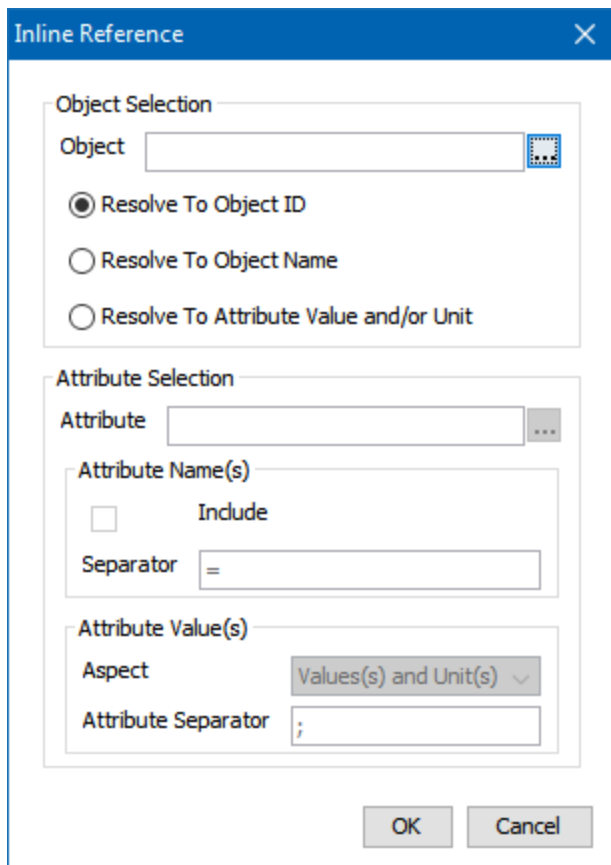 Inline Reference
Object Selection
Object ...
Resolve To Object ID
Resolve To Object Name
Resolve To Attribute Value and/or Unit
Attribute Selection
Attribute ...
Attribute Name(s)
Include
Separator =
Attribute Value(s)
Aspect Values(s) and Unit(s)
Attribute Separator ;
OK Cancel